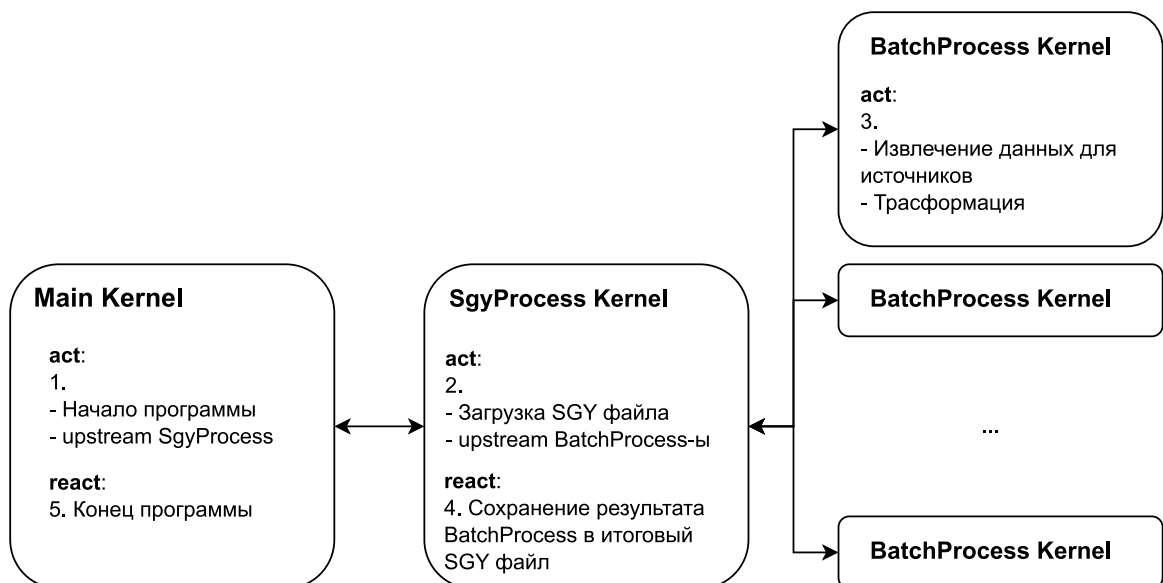 Main Kernel
act:
1.
- Начало программы
- upstream SgyProcess
react:
5. Конец программы
SgyProcess Kernel
act:
2.
- Загрузка SGY файла
- upstream BatchProcess-ы
react:
4. Сохранение результата
BatchProcess в итоговый
SGY файл
BatchProcess Kernel
act:
3.
- Извлечение данных для
источников
- Трасформация
BatchProcess Kernel
...
BatchProcess Kernel